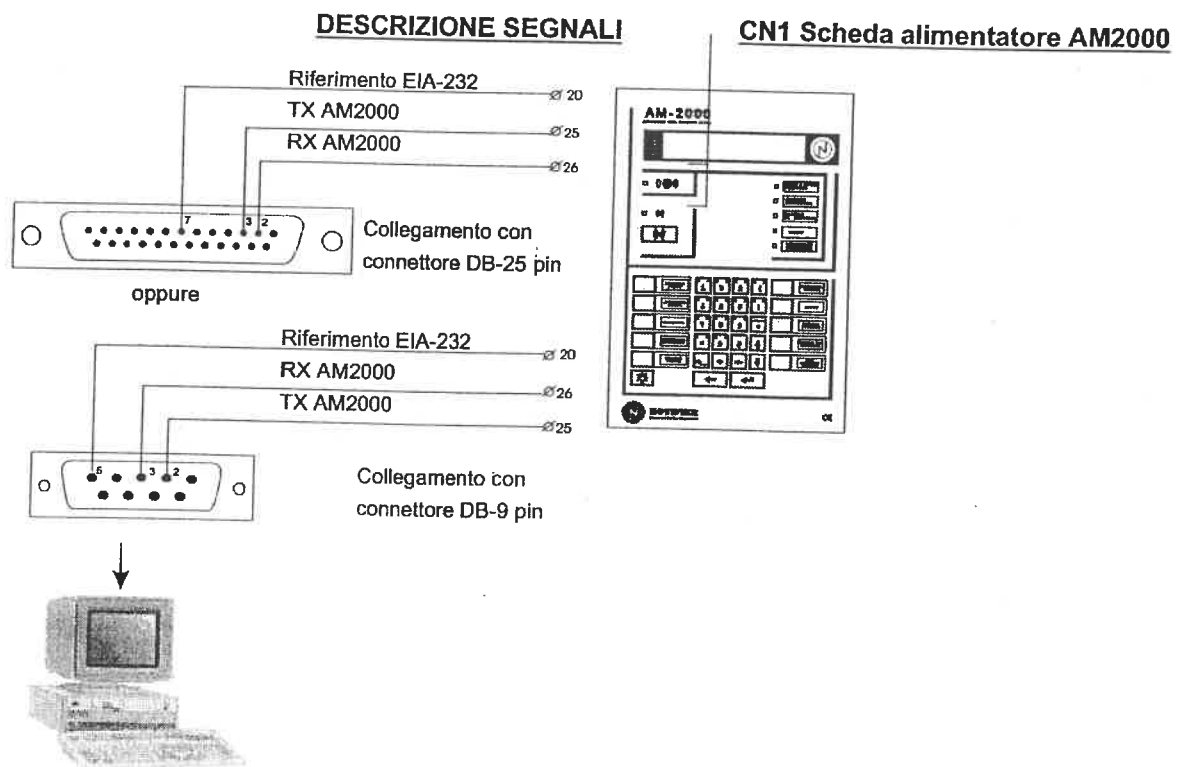 DESCRIZIONE SEGNALI
CN1 Scheda alimentatore AM2000
Riferimento EIA-232
20
TX AM2000
25
RX AM2000
26
7 3 2
Collegamento con
connettore DB-25 pin
oppure
Riferimento EIA-232
20
RX AM2000
26
TX AM2000
25
5 3 2
Collegamento con
connettore DB-9 pin
AM-2000
N
N